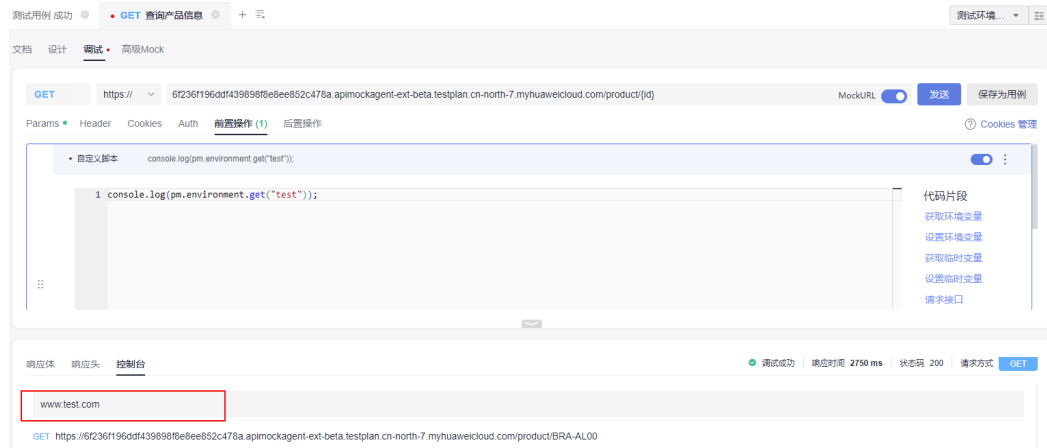 测试用例 成功 GET 查询产品信息 测试环境...
文档 设计 调试 高级Mock
GET https:// 6f236f196ddf439898f8e8ee852c478a.apimockagent-ext-beta.testplan.cn-north-7.myhuaweicloud.com/product/{id} MockURL 发送 保存为用例
Params Header Cookies Auth 前置操作 (1) 后置操作 Cookies 管理
自定义脚本 console.log(pm.environment.get("test"));
1 console.log(pm.environment.get("test")); 代码片段
获取环境变量
设置环境变量
获取临时变量
设置临时变量
请求接口
响应体 响应头 控制台 调试成功 响应时间 2750 ms 状态码 200 请求方式 GET
www.test.com
GET https://6f236f196ddf439898f8e8ee852c478a.apimockagent-ext-beta.testplan.cn-north-7.myhuaweicloud.com/product/BRA-AL00